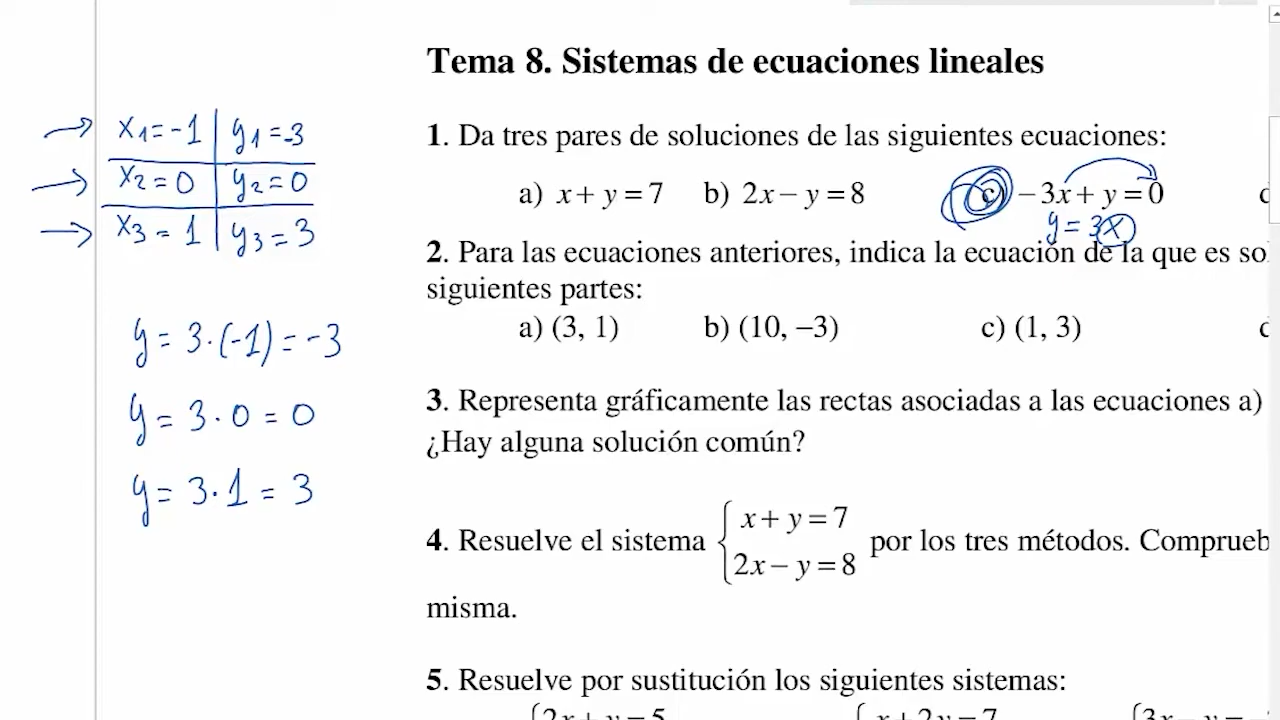 Tema 8. Sistemas de ecuaciones lineales
x₁=-1 | y₁=-3
x₂=0 | y₂=0
x₃=1 | y₃=3
y=3·(-1)=-3
y=3·0=0
y=3·1=3
1. Da tres pares de soluciones de las siguientes ecuaciones:
a) x+y=7 b) 2x−y=8 c) −3x+y=0
y=3x
2. Para las ecuaciones anteriores, indica la ecuación de la que es
siguientes partes:
a) (3, 1) b) (10, −3) c) (1, 3)
3. Representa gráficamente las rectas asociadas a las ecuaciones a)
¿Hay alguna solución común?
4. Resuelve el sistema { x+y=7 2x−y=8 por los tres métodos.
misma.
5. Resuelve por sustitución los siguientes sistemas: